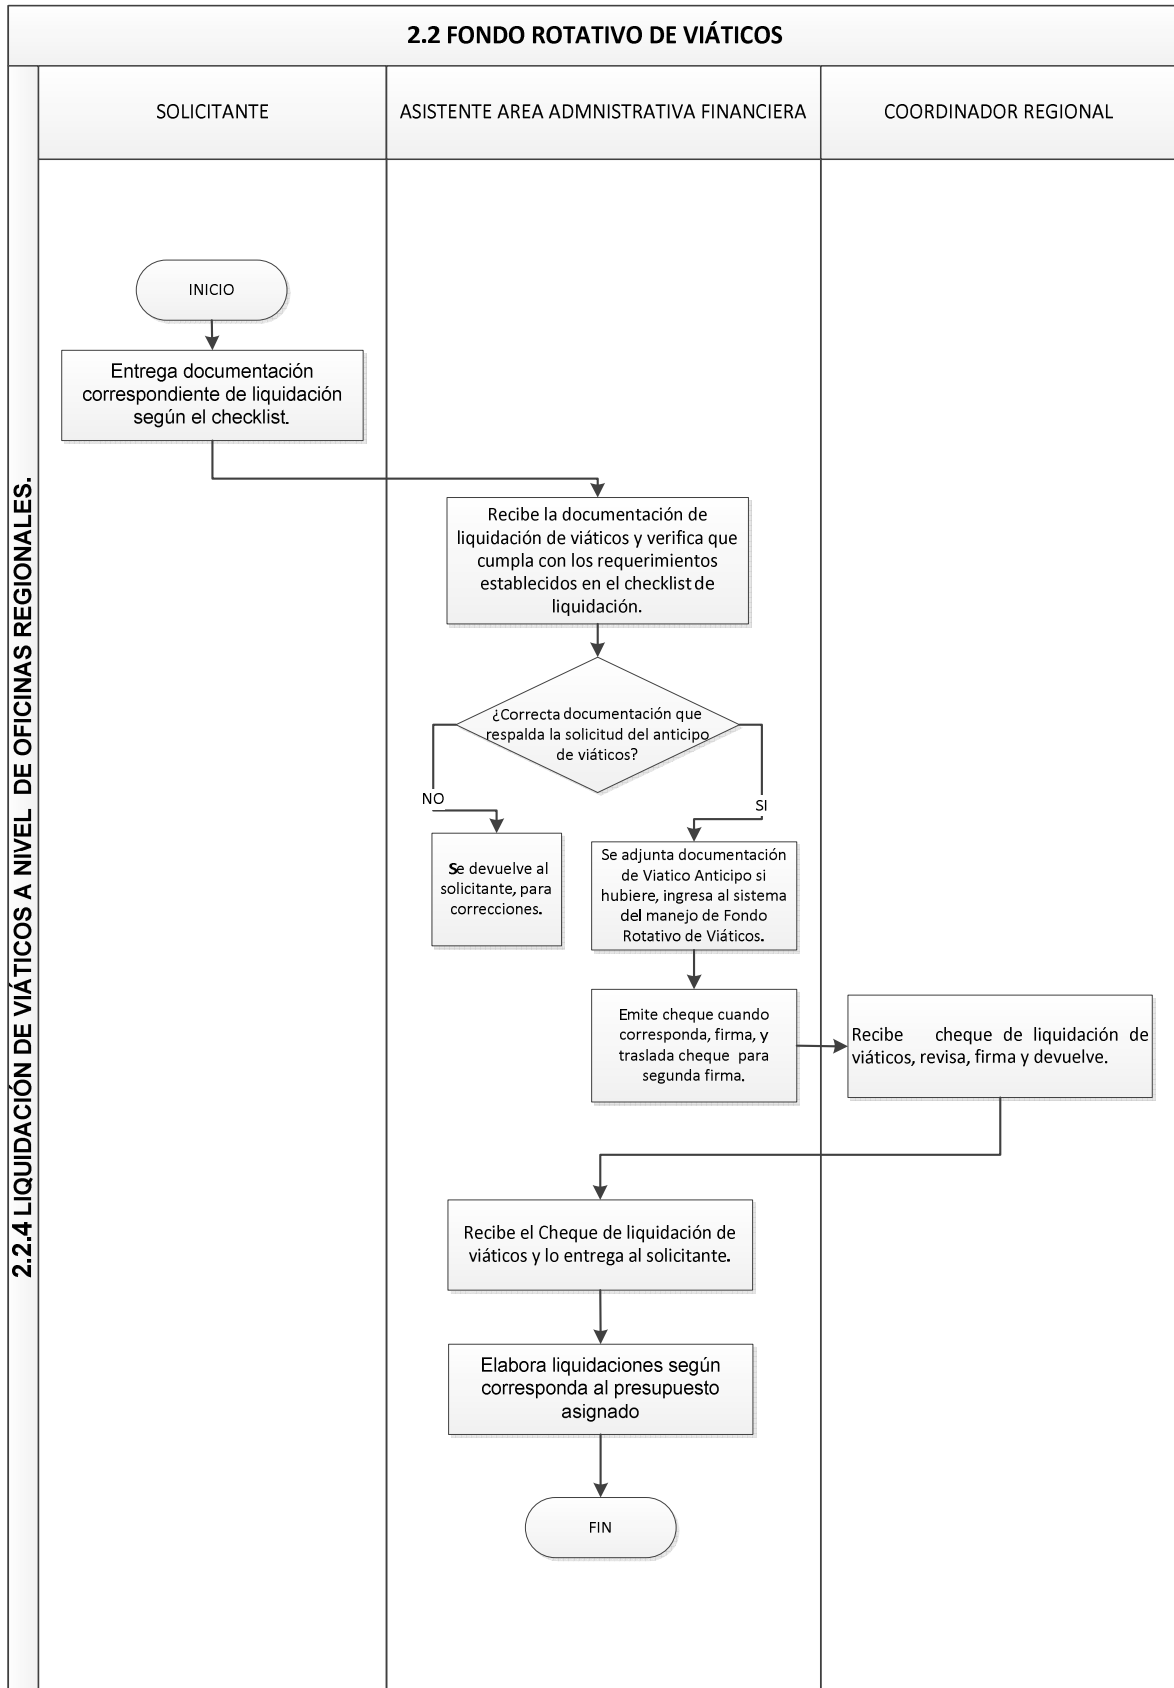 2.2 FONDO ROTATIVO DE VIÁTICOS
2.2.4 LIQUIDACIÓN DE VIÁTICOS A NIVEL DE OFICINAS REGIONALES.
SOLICITANTE
ASISTENTE AREA ADMNISTRATIVA FINANCIERA
COORDINADOR REGIONAL
INICIO
Entrega documentación
correspondiente de liquidación
según el checklist.
Recibe la documentación de
liquidación de viáticos y verifica que
cumpla con los requerimientos
establecidos en el checklist de
liquidación.
¿Correcta documentación que
respalda la solicitud del anticipo
de viáticos?
NO
SI
Se devuelve al
solicitante, para
correcciones.
Se adjunta documentación
de Viatico Anticipo si
hubiere, ingresa al sistema
del manejo de Fondo
Rotativo de Viáticos.
Emite cheque cuando
corresponda, firma, y
traslada cheque para
segunda firma.
Recibe cheque de liquidación de
viáticos, revisa, firma y devuelve.
Recibe el Cheque de liquidación de
viáticos y lo entrega al solicitante.
Elabora liquidaciones según
corresponda al presupuesto
asignado
FIN